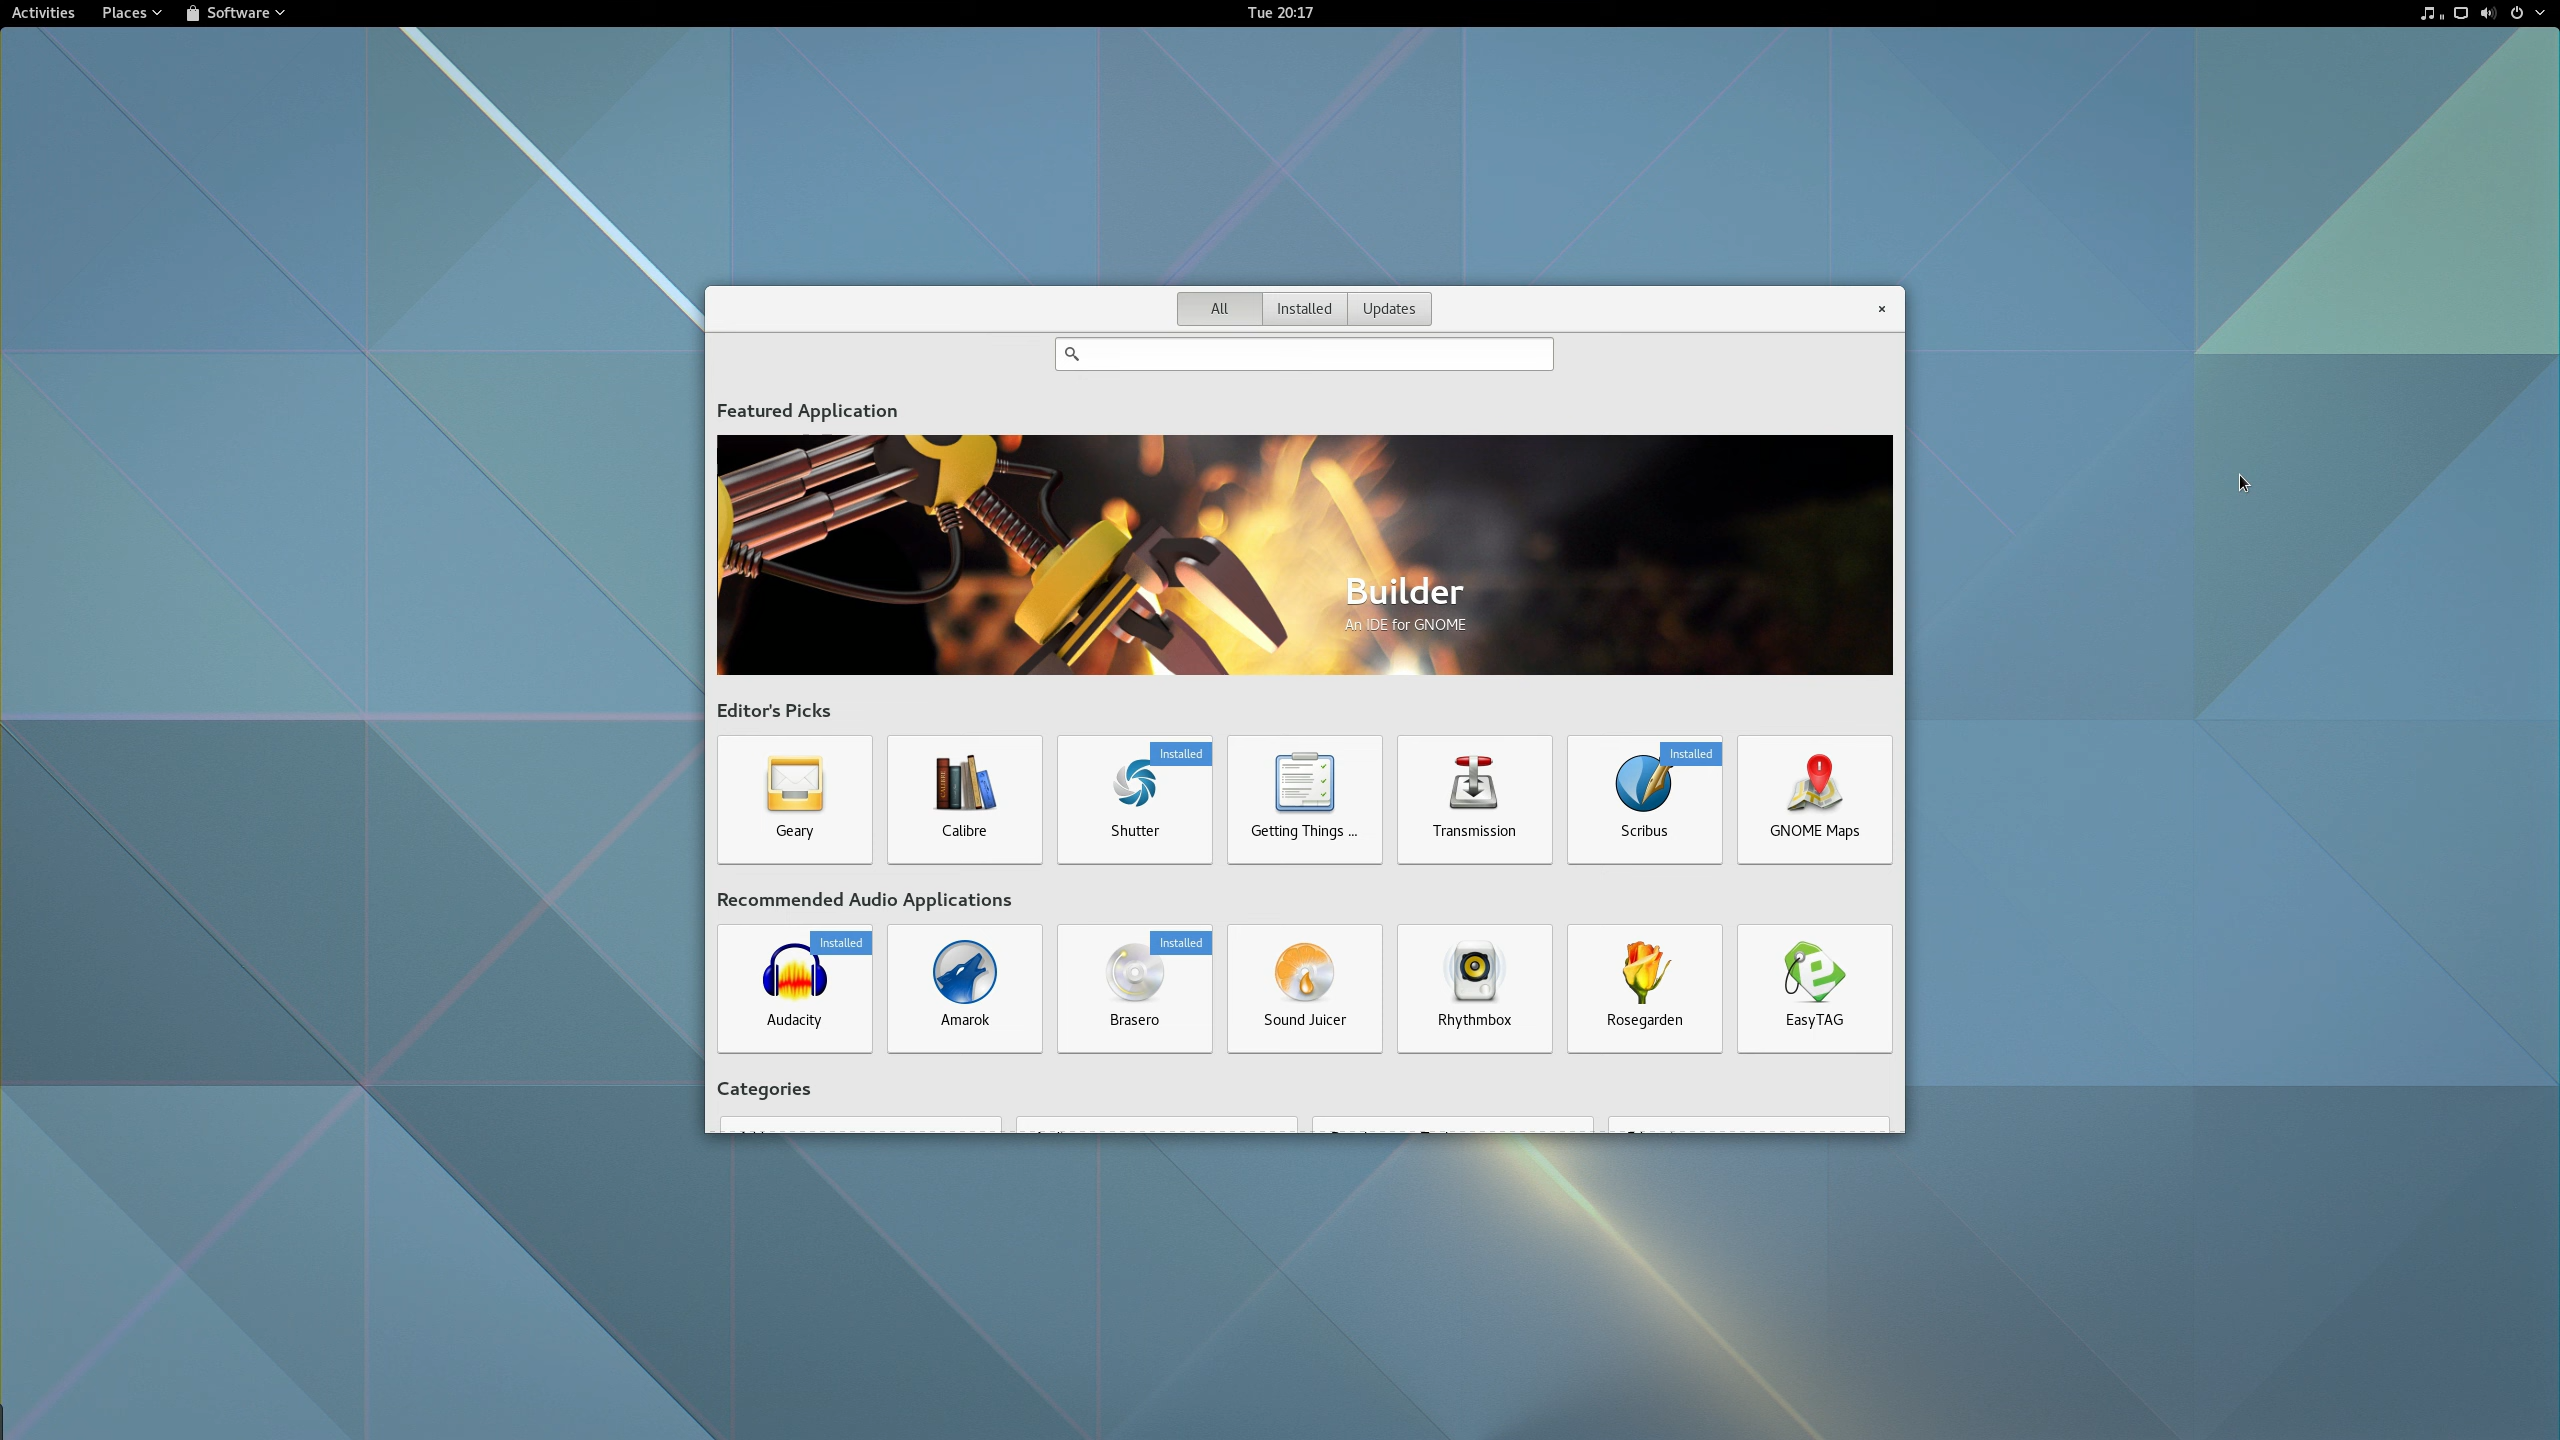 Activities Places Software Tue 20:17
All Installed Updates
Featured Application
Builder
An IDE for GNOME
Editor's Picks
Installed Installed
Geary Calibre Shutter Getting Things ... Transmission Scribus GNOME Maps
Recommended Audio Applications
Installed Installed
Audacity Amarok Brasero Sound Juicer Rhythmbox Rosegarden EasyTAG
Categories